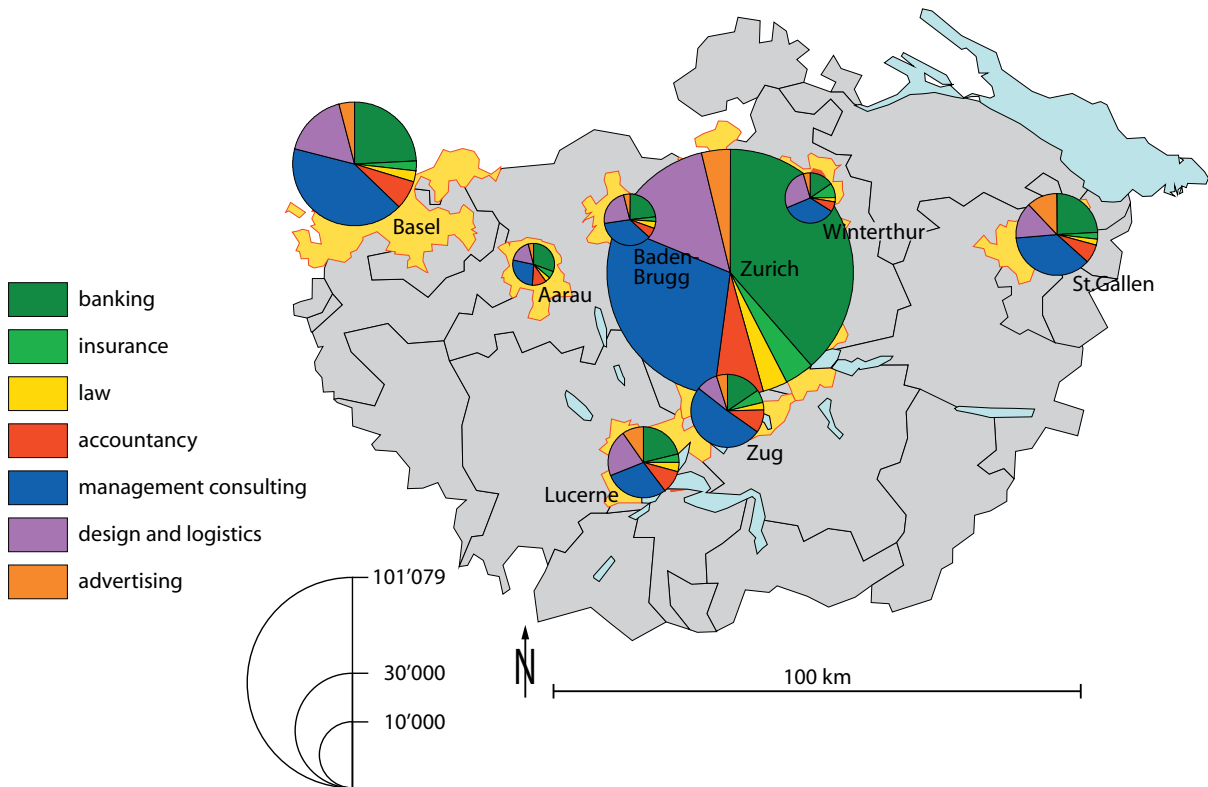 Basel
Winterthur
Baden-
Brugg
Zurich
Aarau
St.Gallen
Zug
Lucerne
banking
insurance
law
accountancy
management consulting
design and logistics
advertising
101'079
30'000
10'000
N
100 km